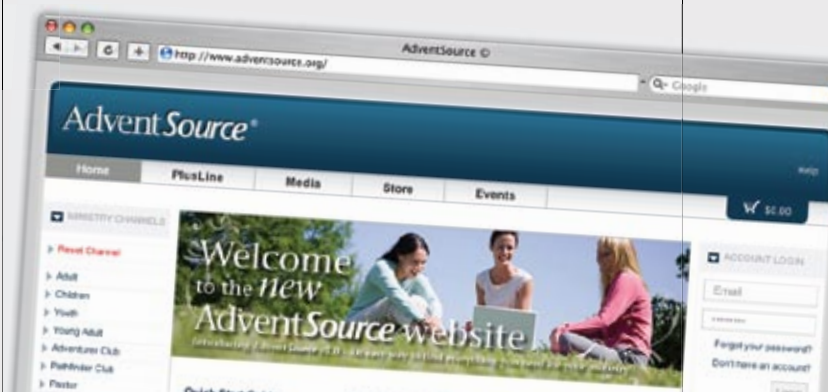 AdventSource ©
http://www.adventsource.org/
Google
AdventSource®
Help
Home PlusLine Media Store Events
$0.00
MINISTRY CHANNELS
Reset Channel
Adult
Children
Youth
Young Adult
Adventurer Club
Pathfinder Club
Pastor
Welcome
to the new
AdventSource website
Quick Start
ACCOUNT LOGIN
Email
Forgot your password?
Don't have an account?